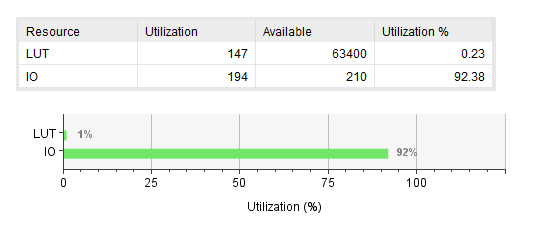 Resource Utilization Available Utilization %
LUT 147 63400 0.23
IO 194 210 92.38
LUT 1%
IO 92%
0 25 50 75 100
Utilization (%)